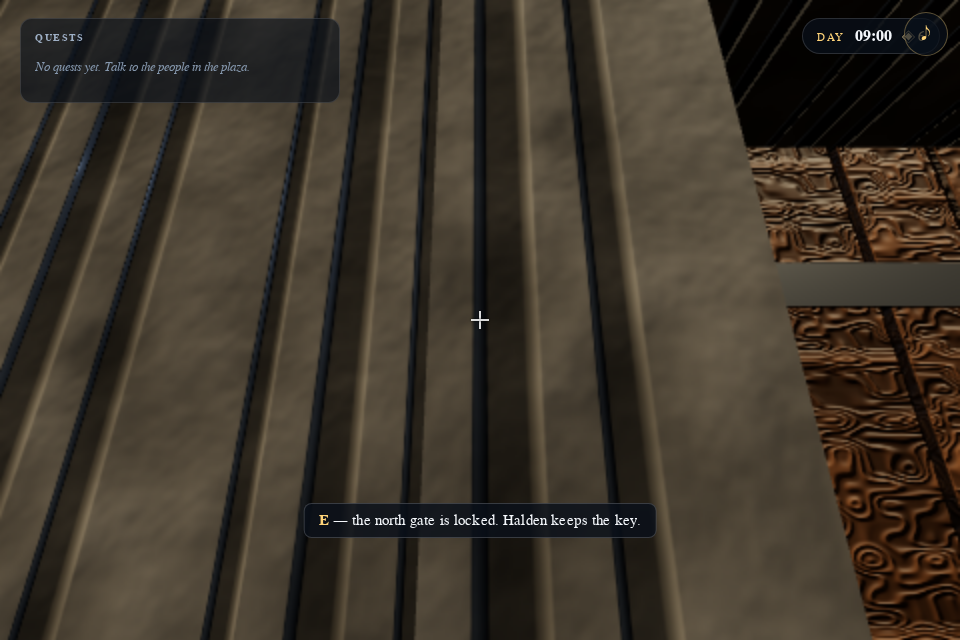 QUESTS
No quests yet. Talk to the people in the plaza.
DAY 09:00
E — the north gate is locked. Halden keeps the key.